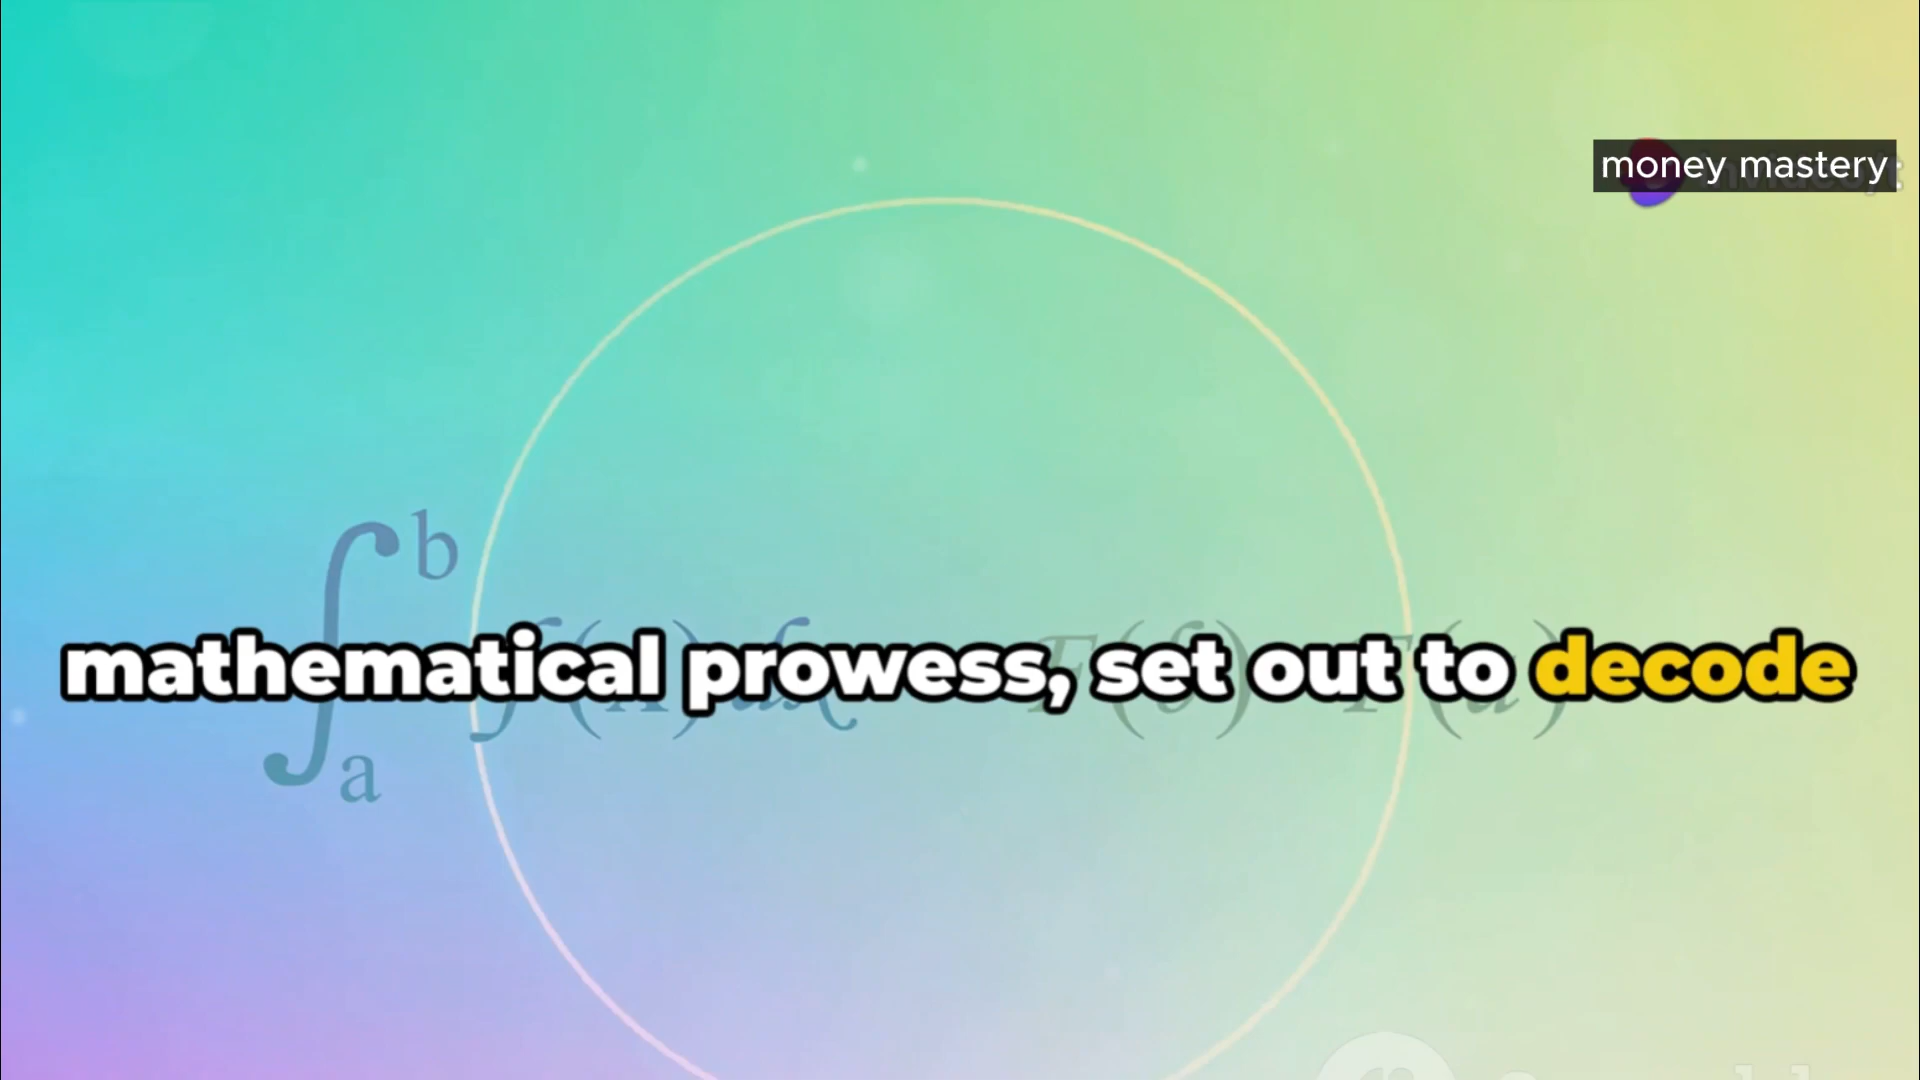 money mastery
b
mathematical prowess, set out to decode
a